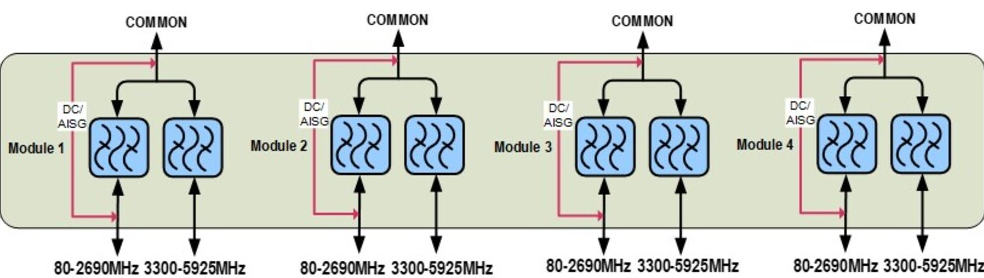 COMMON COMMON COMMON COMMON
DC/
AISG
DC/
AISG
DC/
AISG
DC/
AISG
Module 1 Module 2 Module 3 Module 4
80-2690MHz 3300-5925MHz 80-2690MHz 3300-5925MHz 80-2690MHz 3300-5925MHz 80-2690MHz 3300-5925MHz